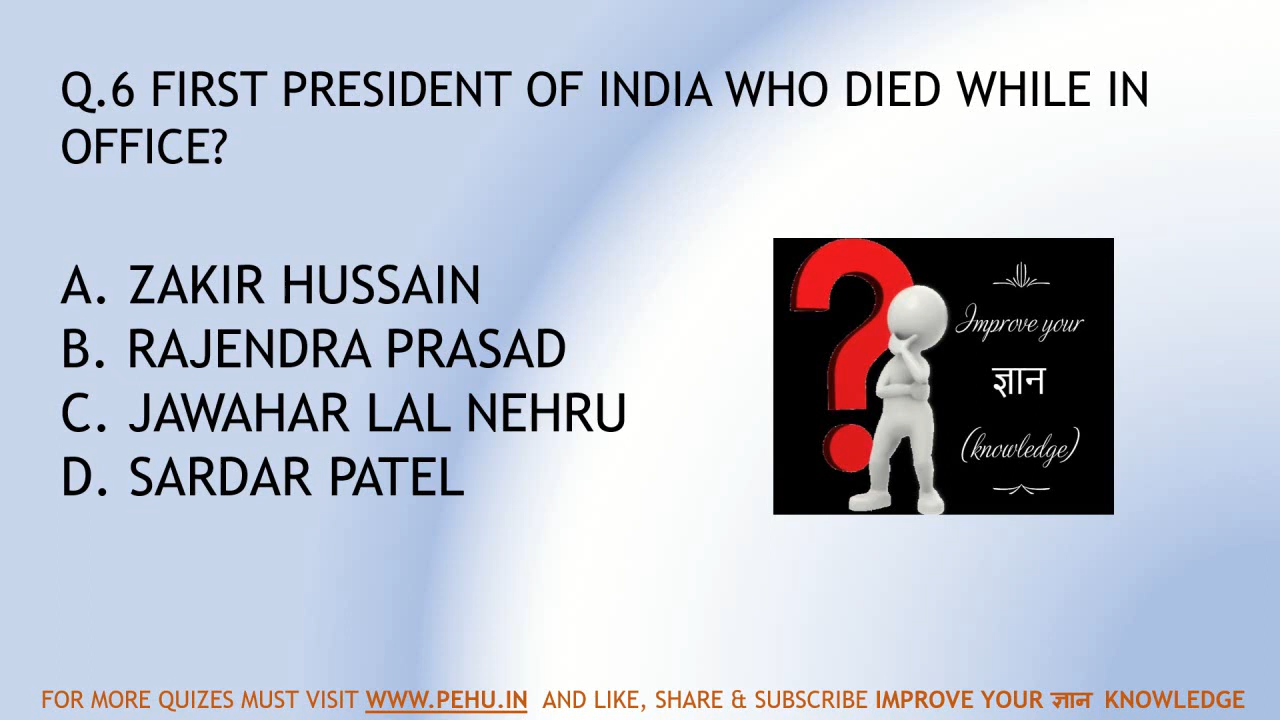 Q.6 FIRST PRESIDENT OF INDIA WHO DIED WHILE IN
OFFICE?
A. ZAKIR HUSSAIN
B. RAJENDRA PRASAD
C. JAWAHAR LAL NEHRU
D. SARDAR PATEL
Improve your
ज्ञान
(knowledge)
FOR MORE QUIZES MUST VISIT WWW.PEHU.IN AND LIKE, SHARE & SUBSCRIBE IMPROVE YOUR ज्ञान KNOWLEDGE